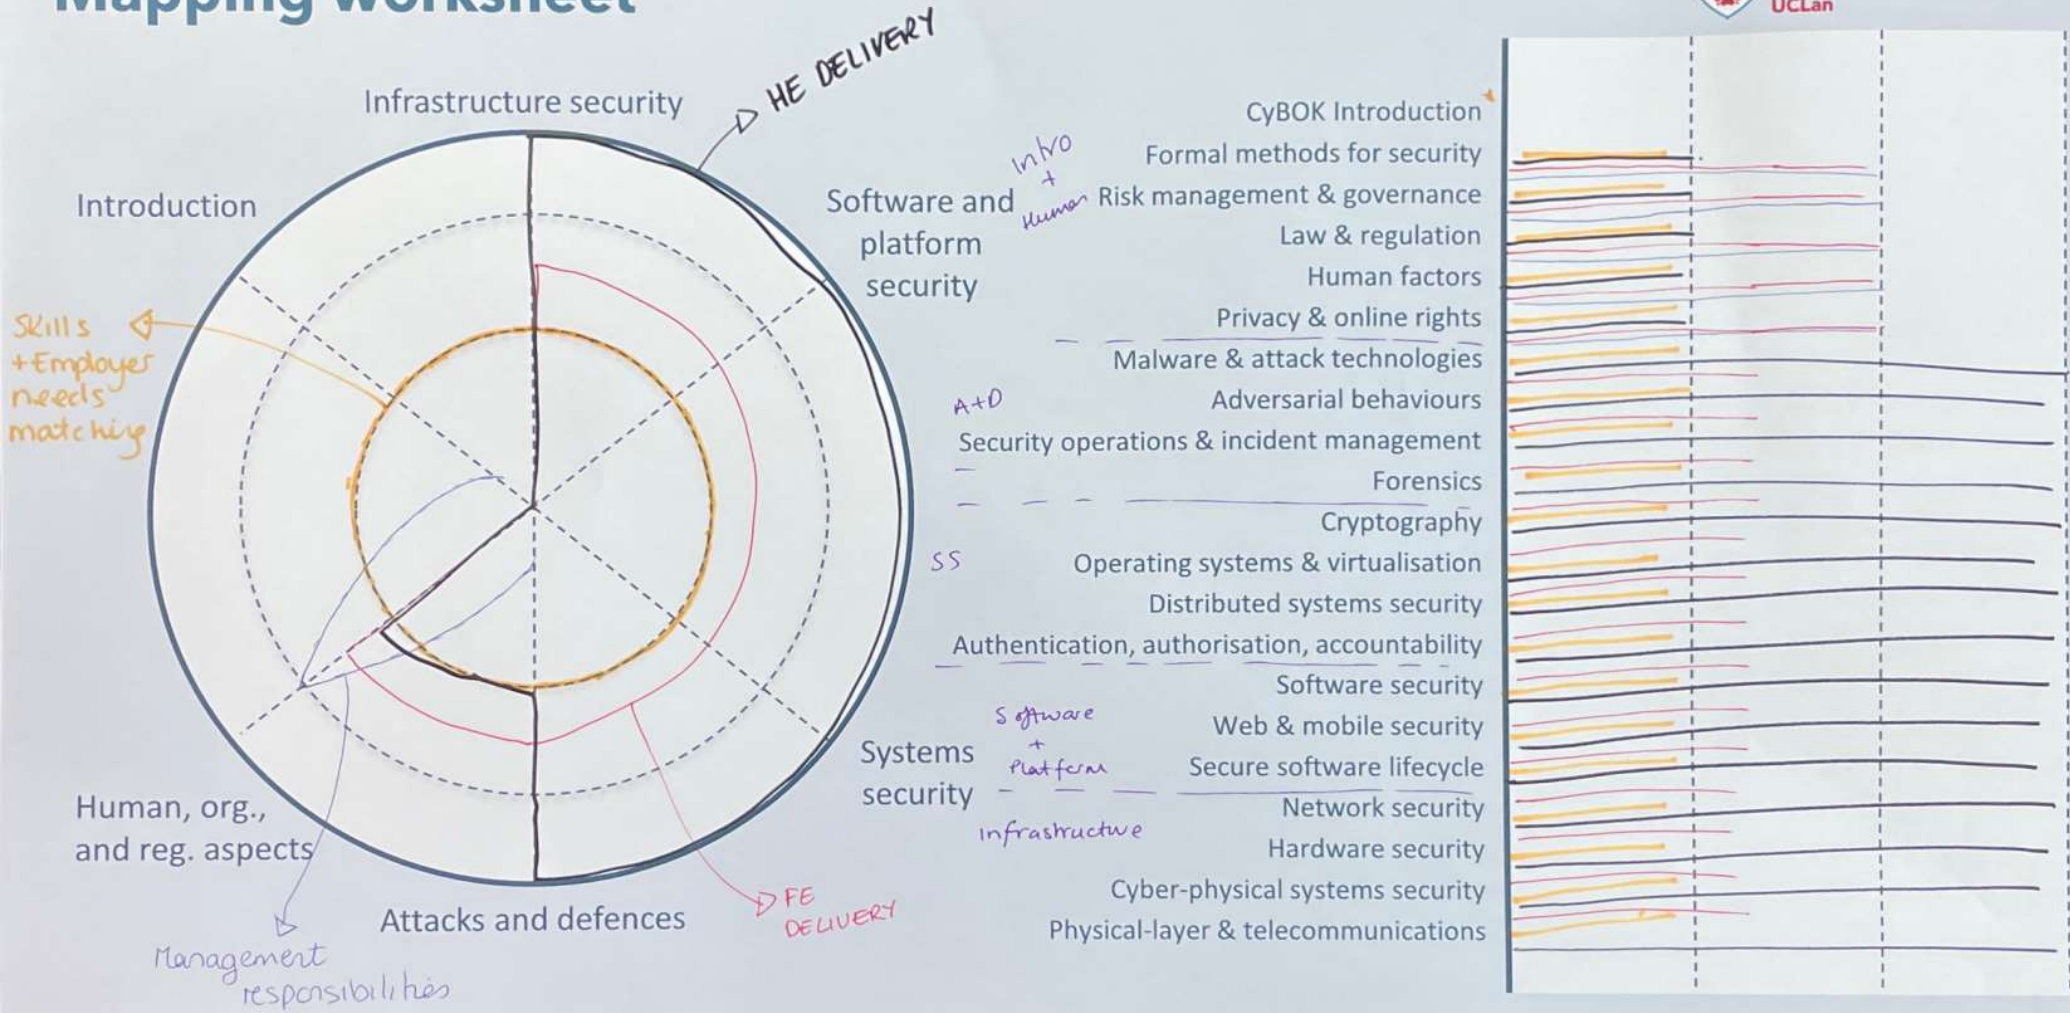 Mapping worksheet
UCLan
HE DELIVERY
Infrastructure security
Introduction
Software and
platform
security
Skills
+Employer
needs
matching
Systems
security
Human, org.,
and reg. aspects
Attacks and defences
FE
DELIVERY
Management
responsibilities
Intro
+
Human
A+D
SS
Software
+
Platform
Infrastructure
CyBOK Introduction
Formal methods for security
Risk management & governance
Law & regulation
Human factors
Privacy & online rights
Malware & attack technologies
Adversarial behaviours
Security operations & incident management
Forensics
Cryptography
Operating systems & virtualisation
Distributed systems security
Authentication, authorisation, accountability
Software security
Web & mobile security
Secure software lifecycle
Network security
Hardware security
Cyber-physical systems security
Physical-layer & telecommunications